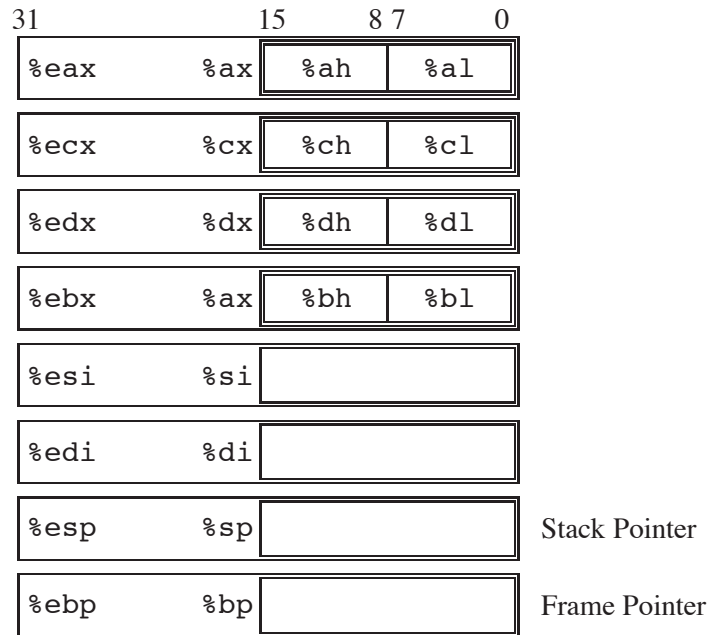 31 15 8 7 0
%eax %ax %ah %al
%ecx %cx %ch %cl
%edx %dx %dh %dl
%ebx %ax %bh %bl
%esi %si
%edi %di
%esp %sp Stack Pointer
%ebp %bp Frame Pointer